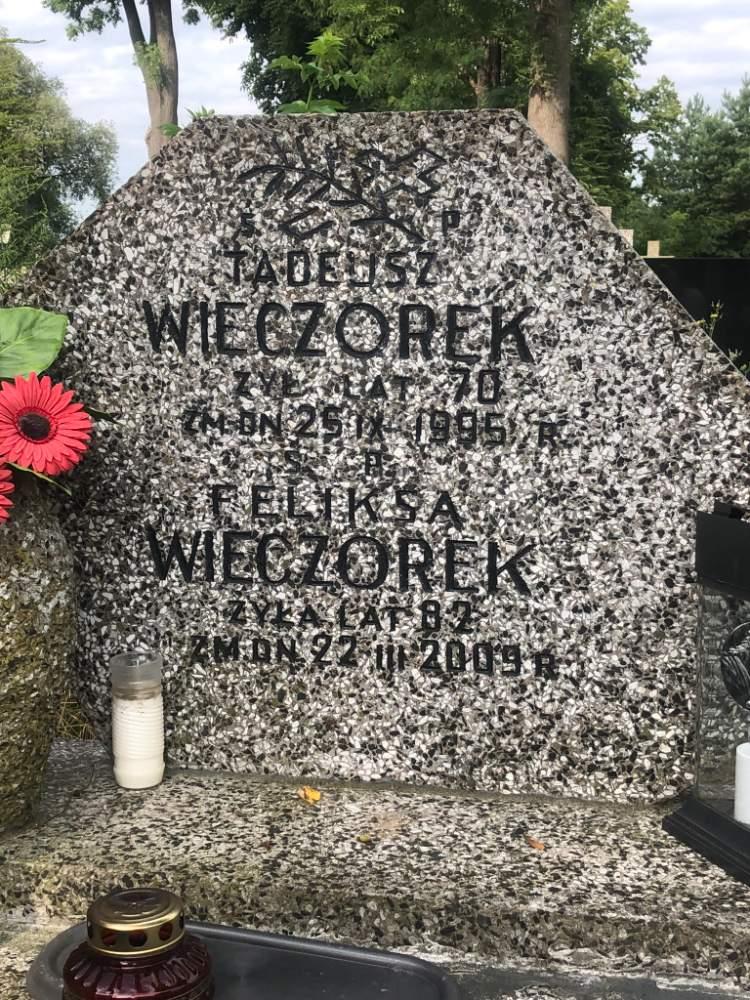 Ś P
TADEUSZ
WIECZOREK
ŻYŁ LAT 70
ZM DN 25 IX 1995 R
Ś P
FELIKSA
WIECZOREK
ŻYŁA LAT 82
ZM DN 22 III 2009 R